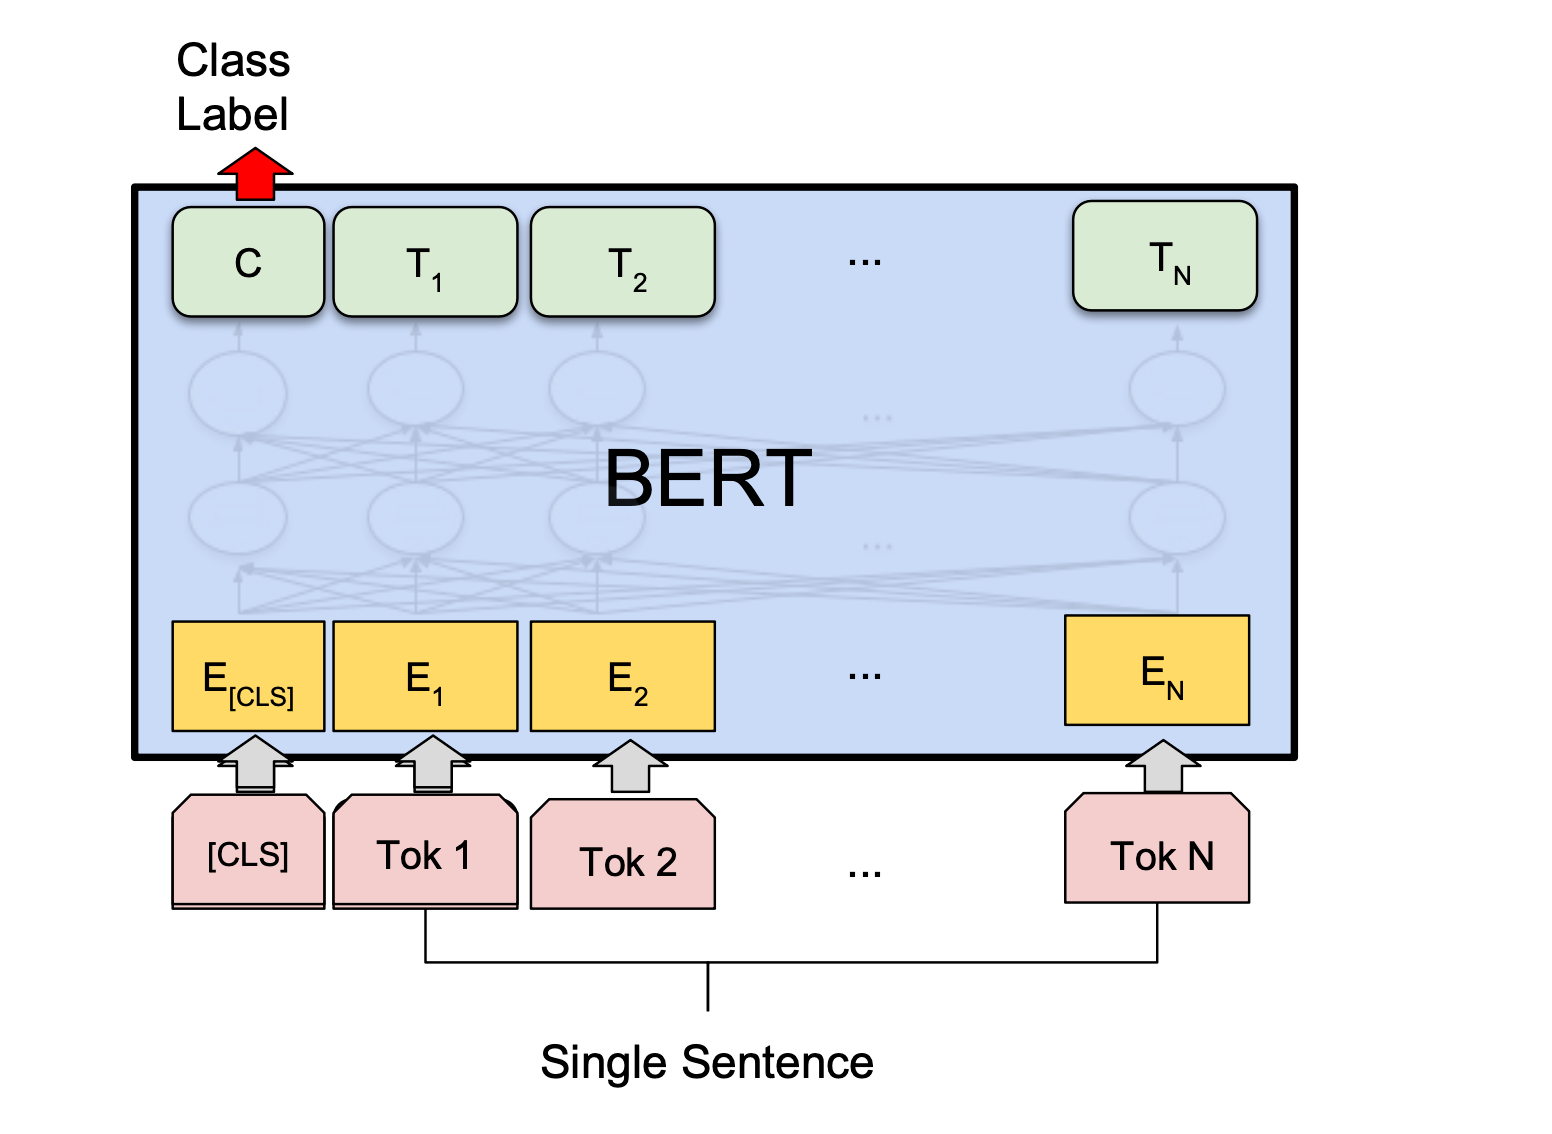 Class
Label
C T1 T2 ... TN
...
BERT
...
E[CLS] E1 E2 ... EN
[CLS] Tok 1 Tok 2 ... Tok N
Single Sentence